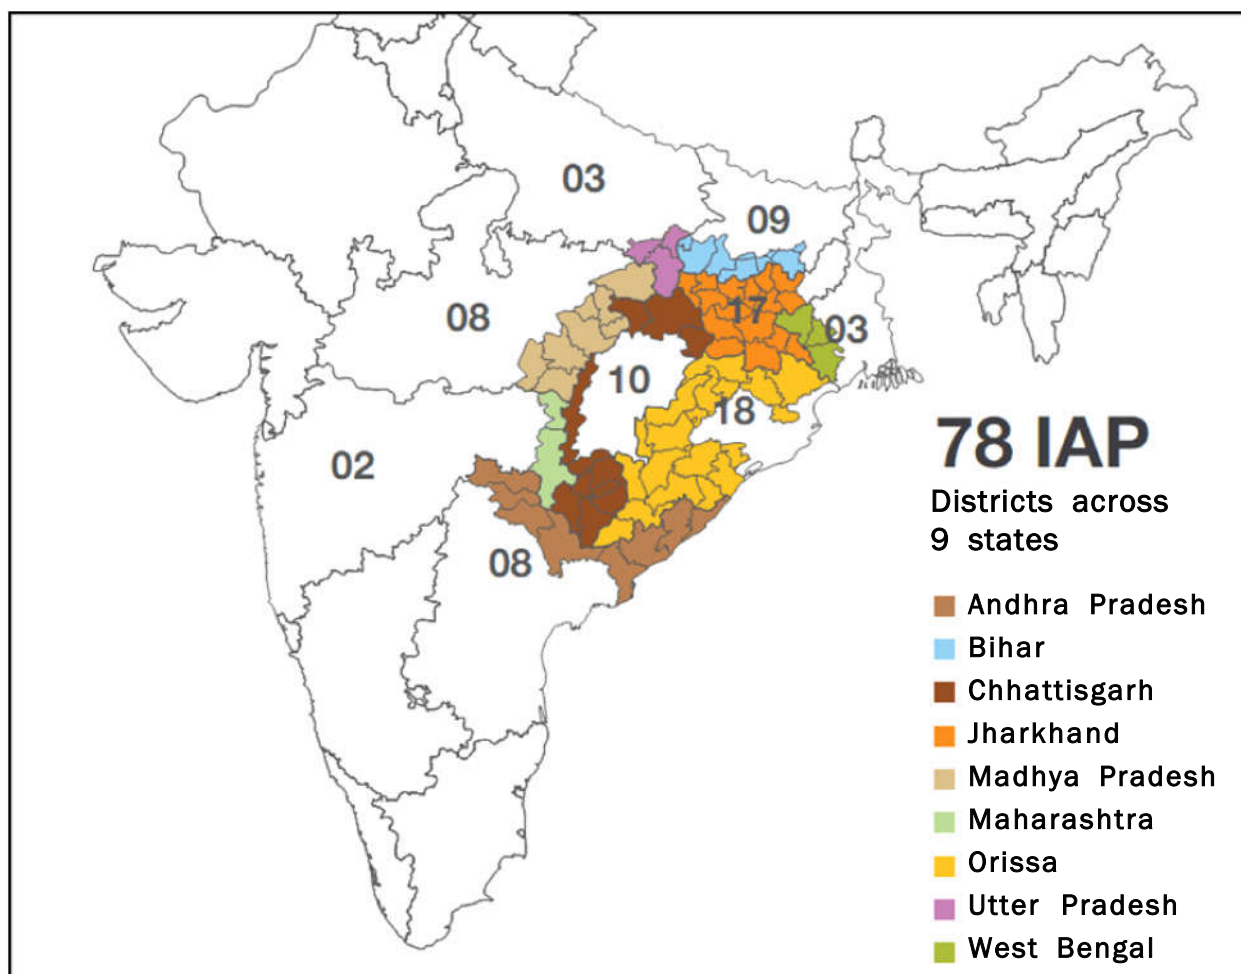 03
09
08
17
03
10
18
02
08
78 IAP
Districts across
9 states
Andhra Pradesh
Bihar
Chhattisgarh
Jharkhand
Madhya Pradesh
Maharashtra
Orissa
Utter Pradesh
West Bengal